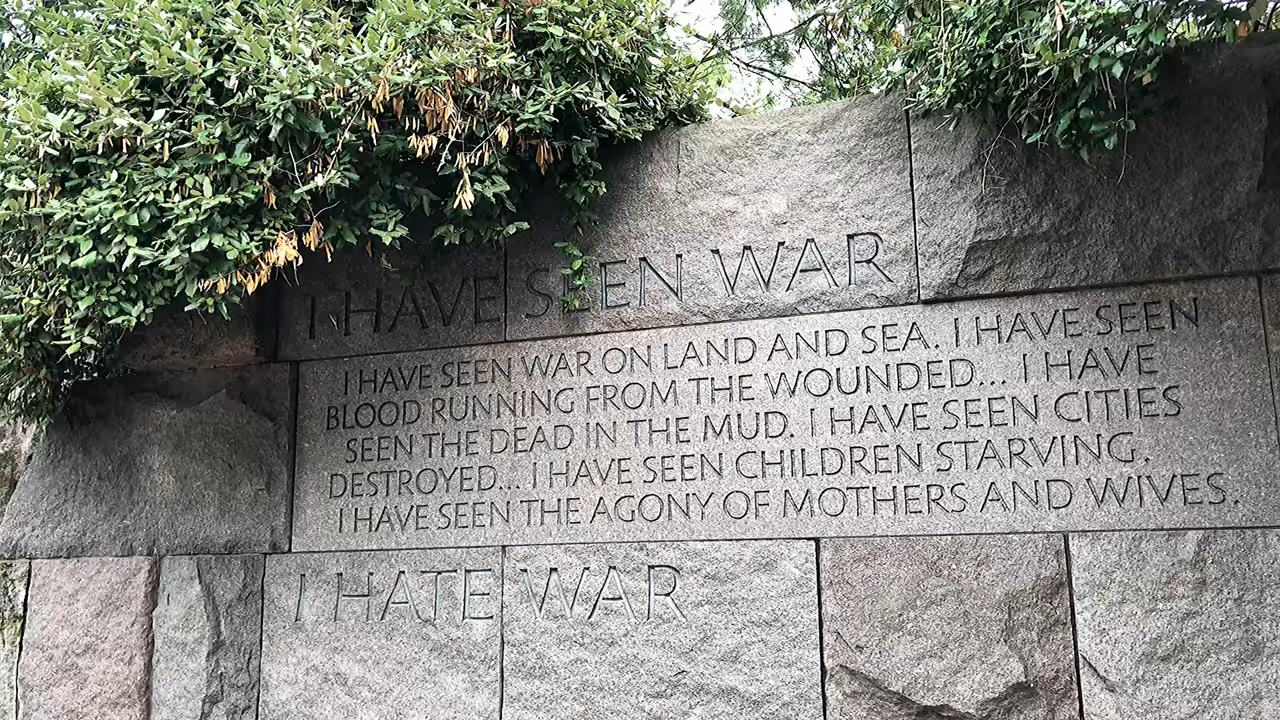 I HAVE SEEN WAR
I HAVE SEEN WAR ON LAND AND SEA. I HAVE SEEN
BLOOD RUNNING FROM THE WOUNDED... I HAVE
SEEN THE DEAD IN THE MUD. I HAVE SEEN CITIES
DESTROYED... I HAVE SEEN CHILDREN STARVING.
I HAVE SEEN THE AGONY OF MOTHERS AND WIVES.
I HATE WAR